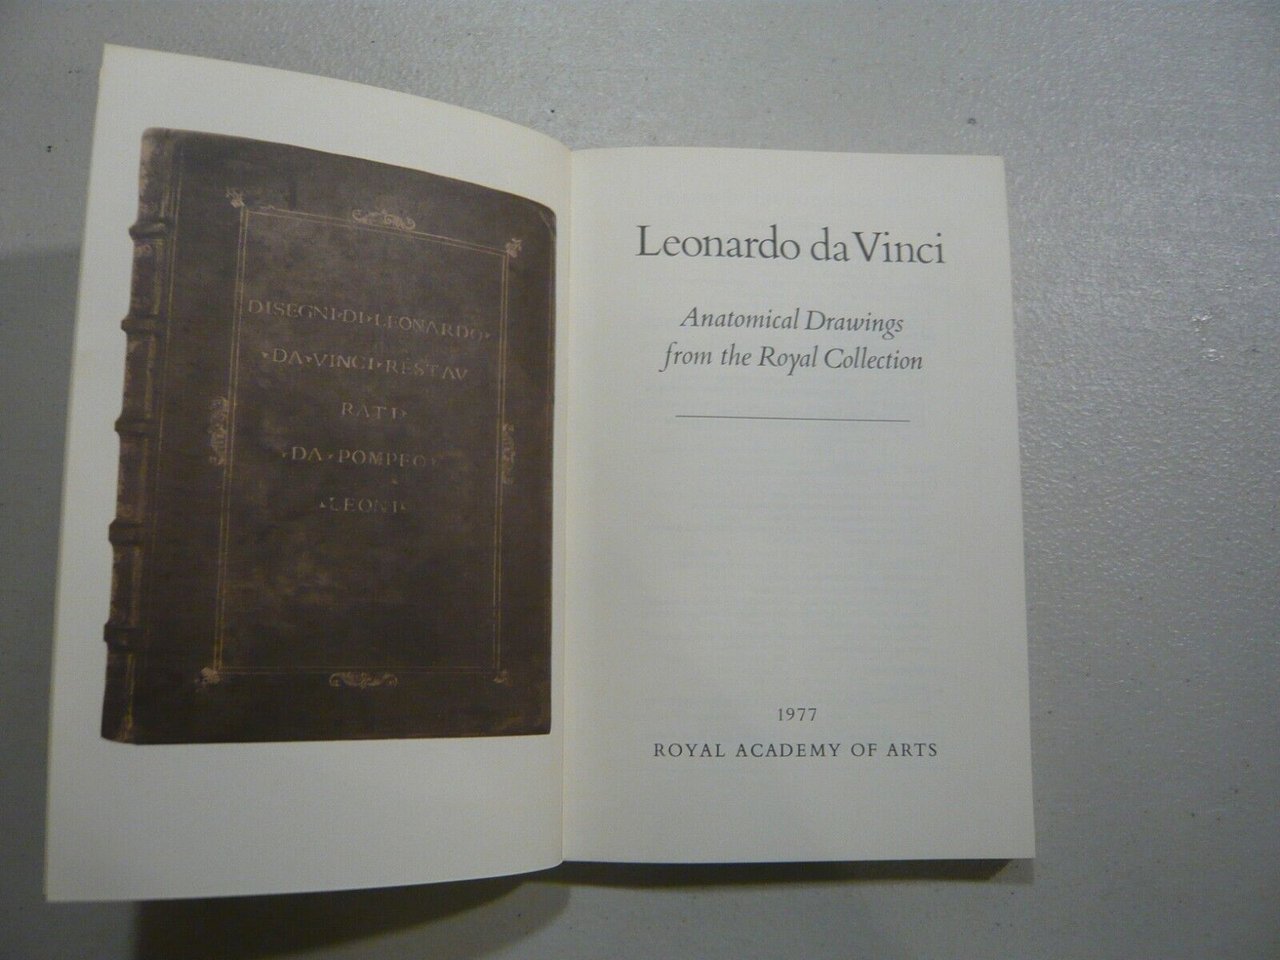 DISEGNI·DI·LEONARDO·
·DA·VINCI·RESTAV
RATI·
·DA·POMPEO·
·LEONI·
Leonardo da Vinci
Anatomical Drawings
from the Royal Collection
1977
ROYAL ACADEMY OF ARTS